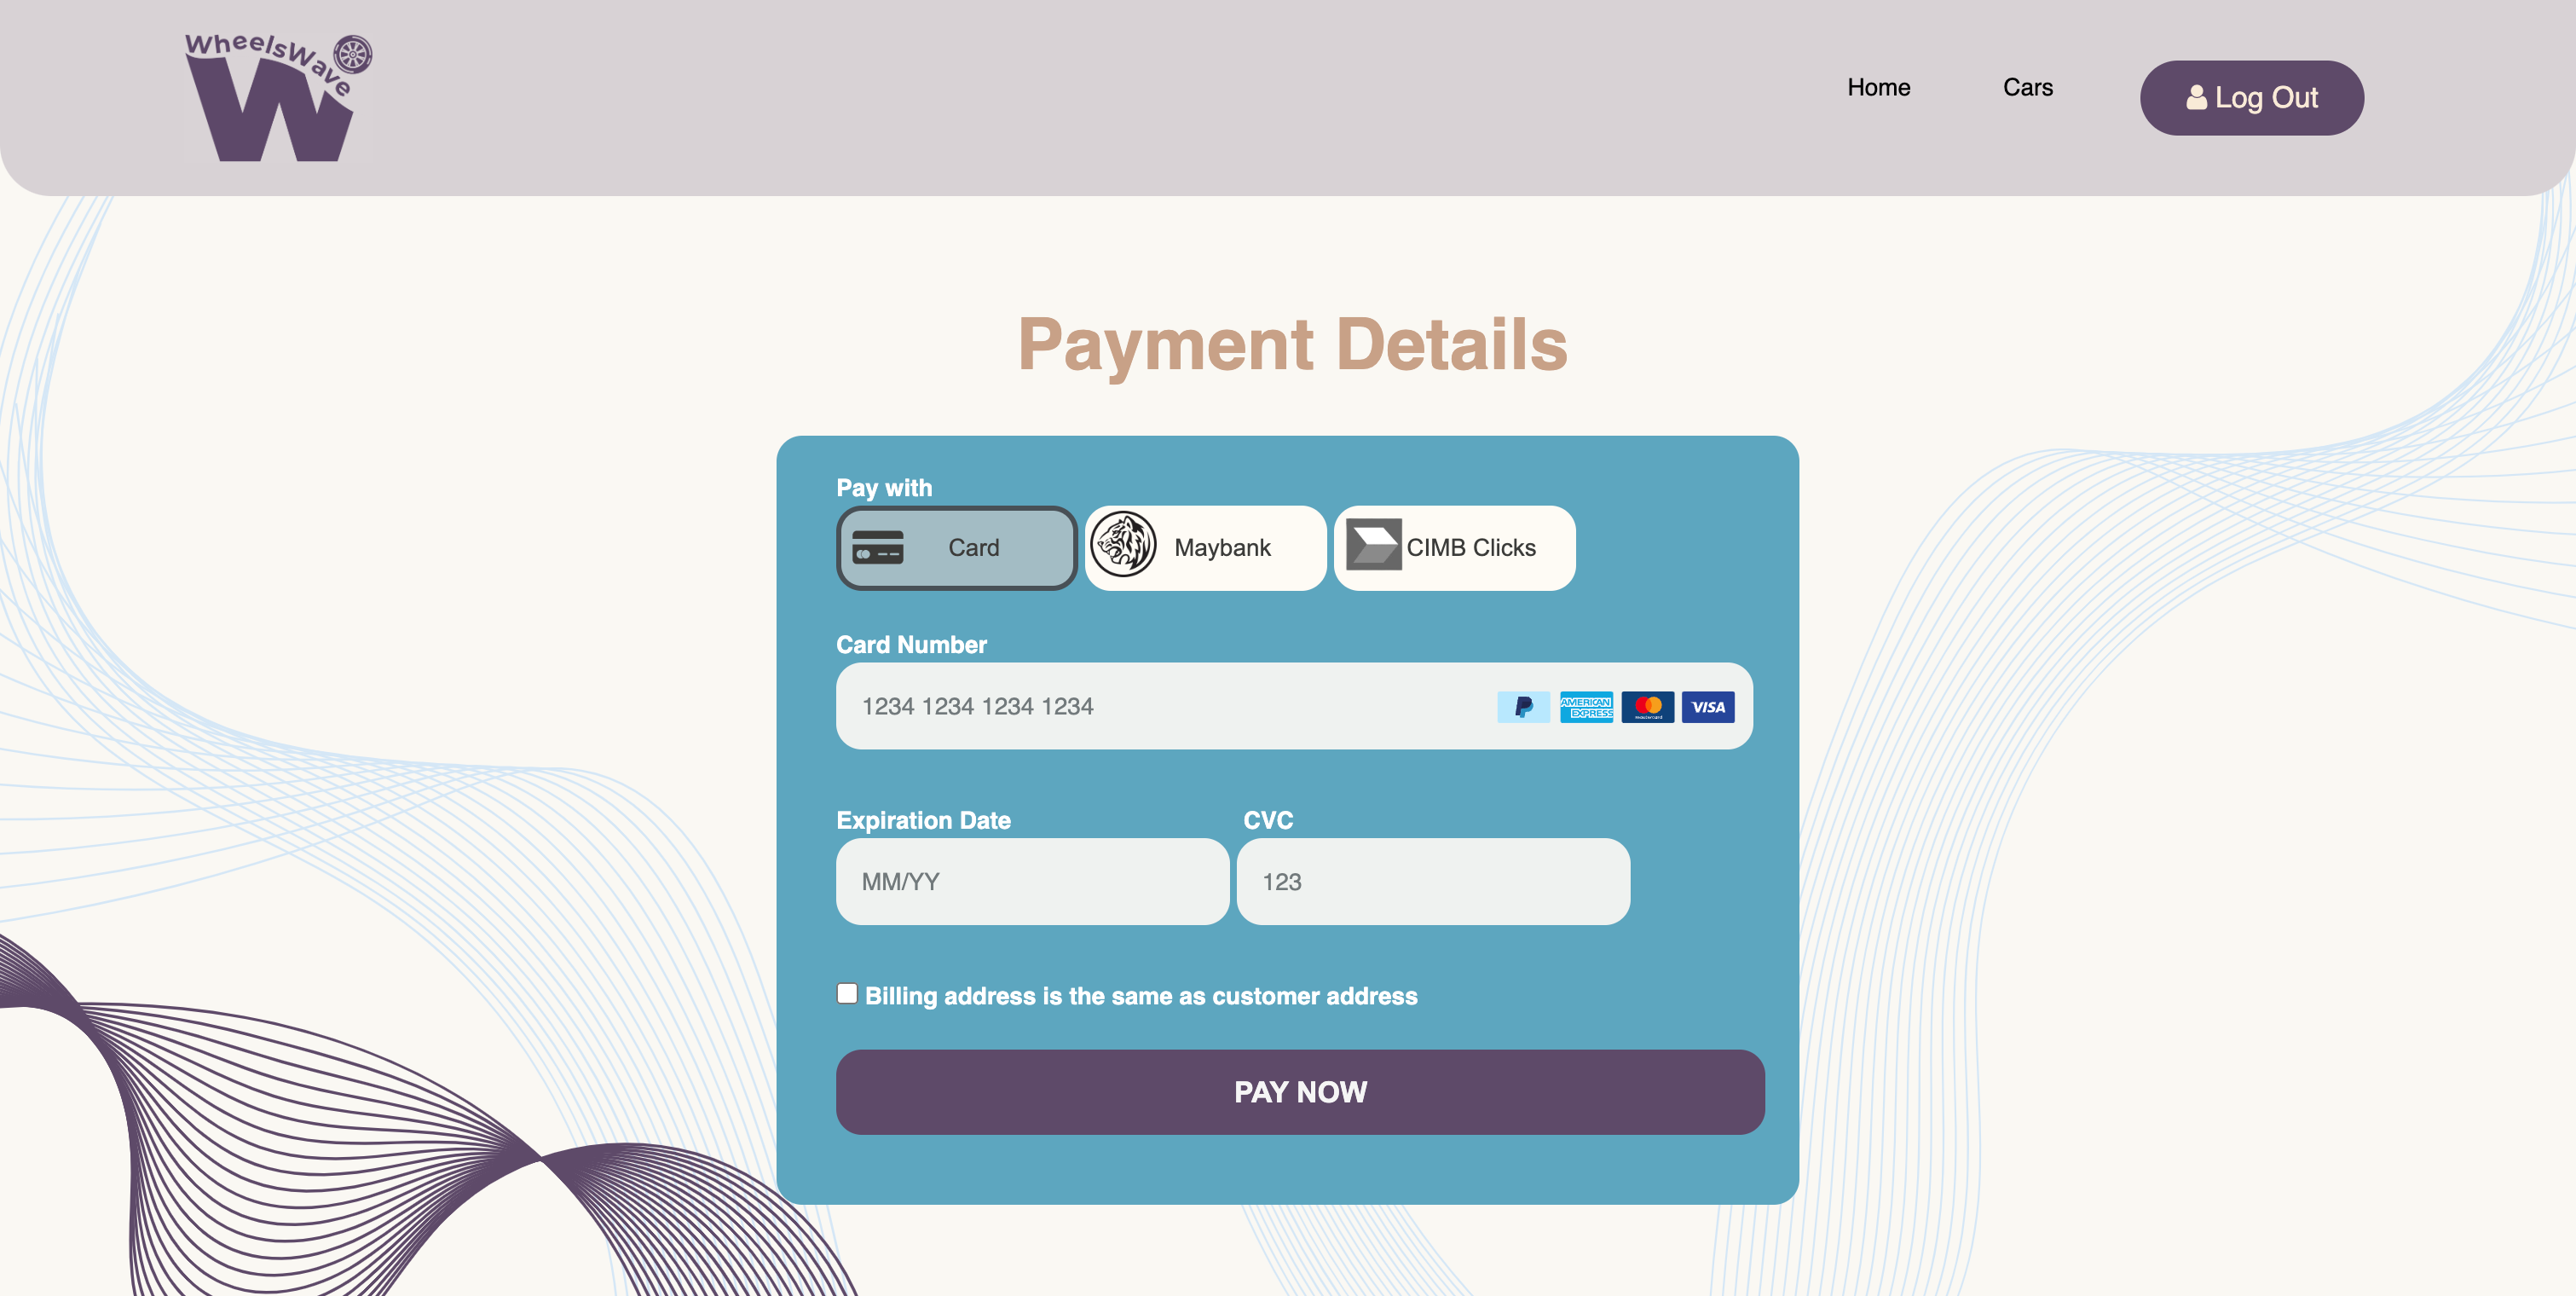 WheelsWave
W
Home
Cars
Log Out
Payment Details
Pay with
Card
Maybank
CIMB Clicks
Card Number
1234 1234 1234 1234
AMERICAN
EXPRESS
mastercard
VISA
Expiration Date
CVC
MM/YY
123
Billing address is the same as customer address
PAY NOW